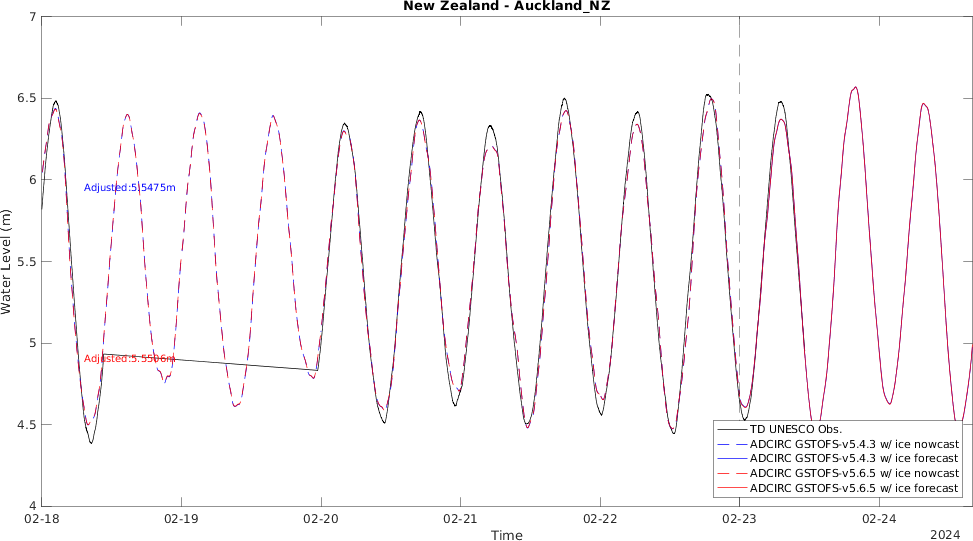 New Zealand - Auckland_NZ
7
6.5
6
5.5
5
4.5
4
Water Level (m)
Adjusted:5.5475m
Adjusted:5.5506m
TD UNESCO Obs.
ADCIRC GSTOFS-v5.4.3 w/ ice nowcast
ADCIRC GSTOFS-v5.4.3 w/ ice forecast
ADCIRC GSTOFS-v5.6.5 w/ ice nowcast
ADCIRC GSTOFS-v5.6.5 w/ ice forecast
02-18 02-19 02-20 02-21 02-22 02-23 02-24
Time
2024